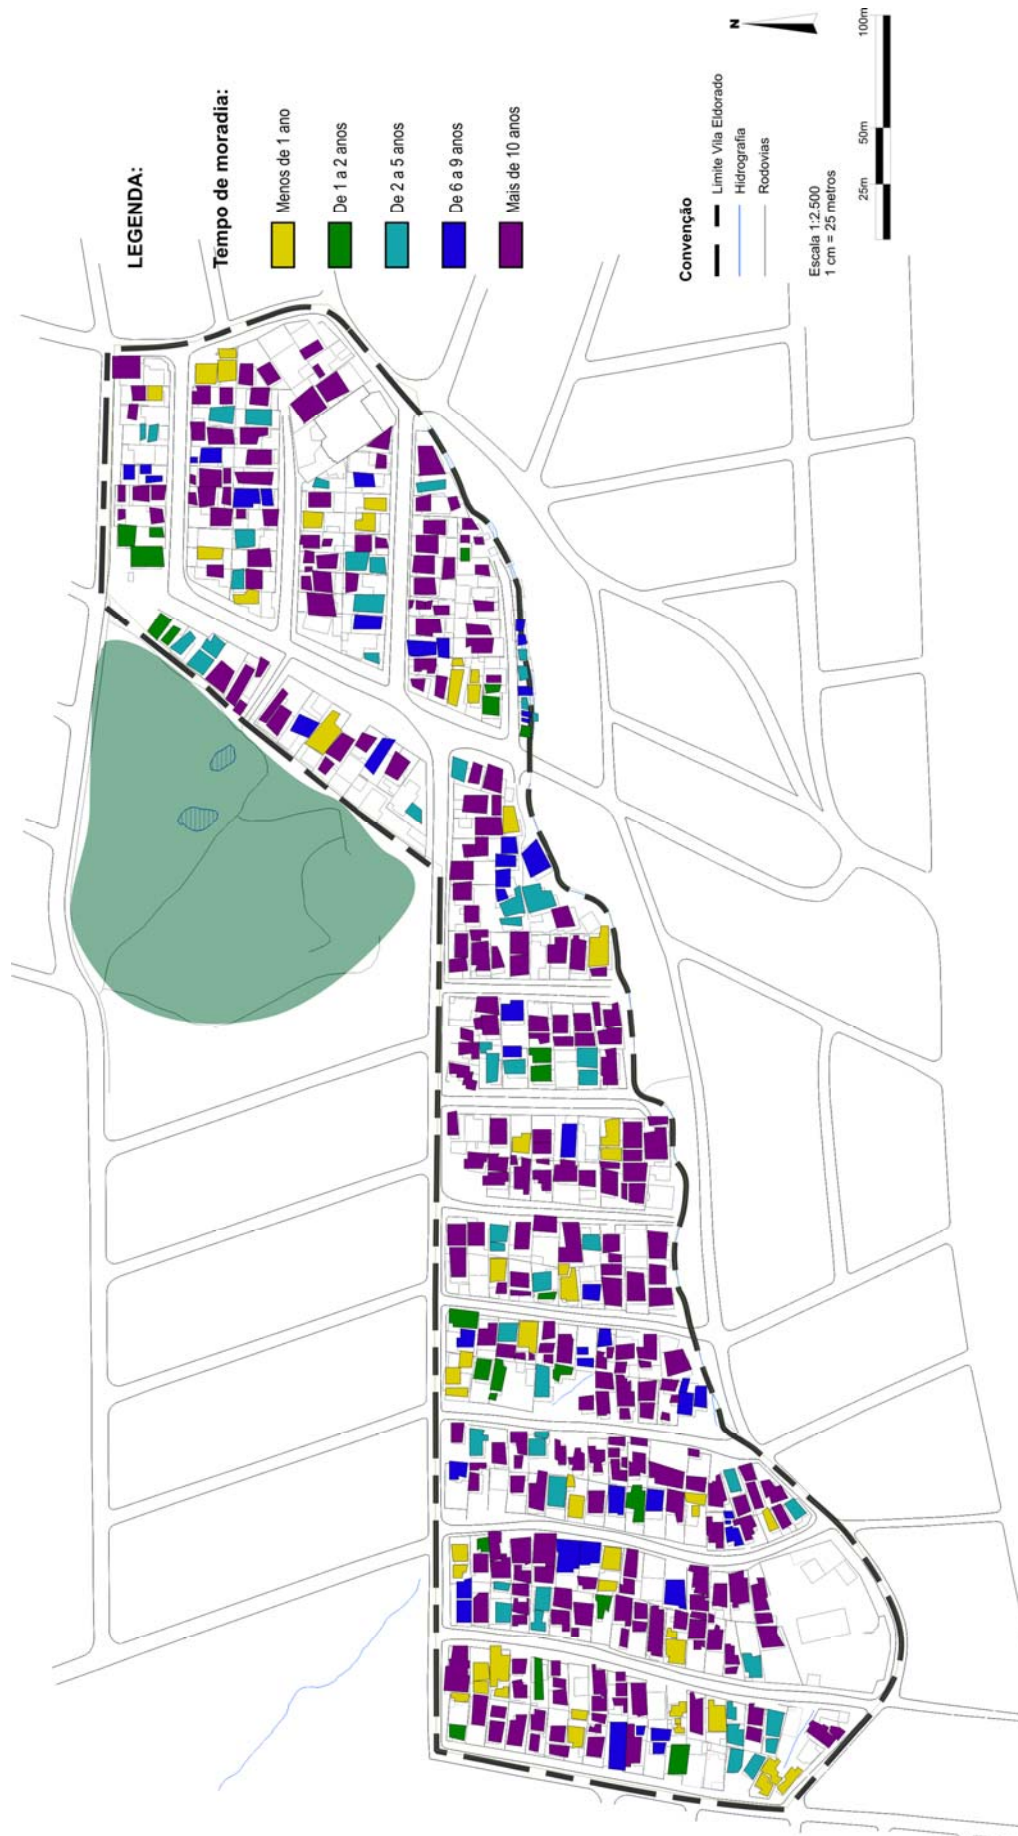 LEGENDA:
Tempo de moradia:
Menos de 1 ano
De 1 a 2 anos
De 2 a 5 anos
De 6 a 9 anos
Mais de 10 anos
Convenção
Limite Vila Eldorado
Hidrografia
Rodovias
Escala 1:2.500
1 cm = 25 metros
N
25m 50m 100m